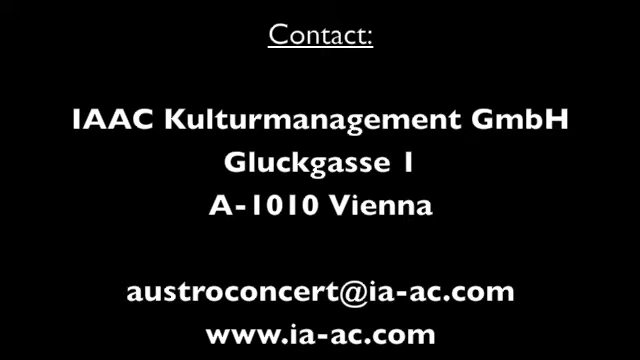 Contact:
IAAC Kulturmanagement GmbH
Gluckgasse 1
A-1010 Vienna
austroconcert@ia-ac.com
www.ia-ac.com